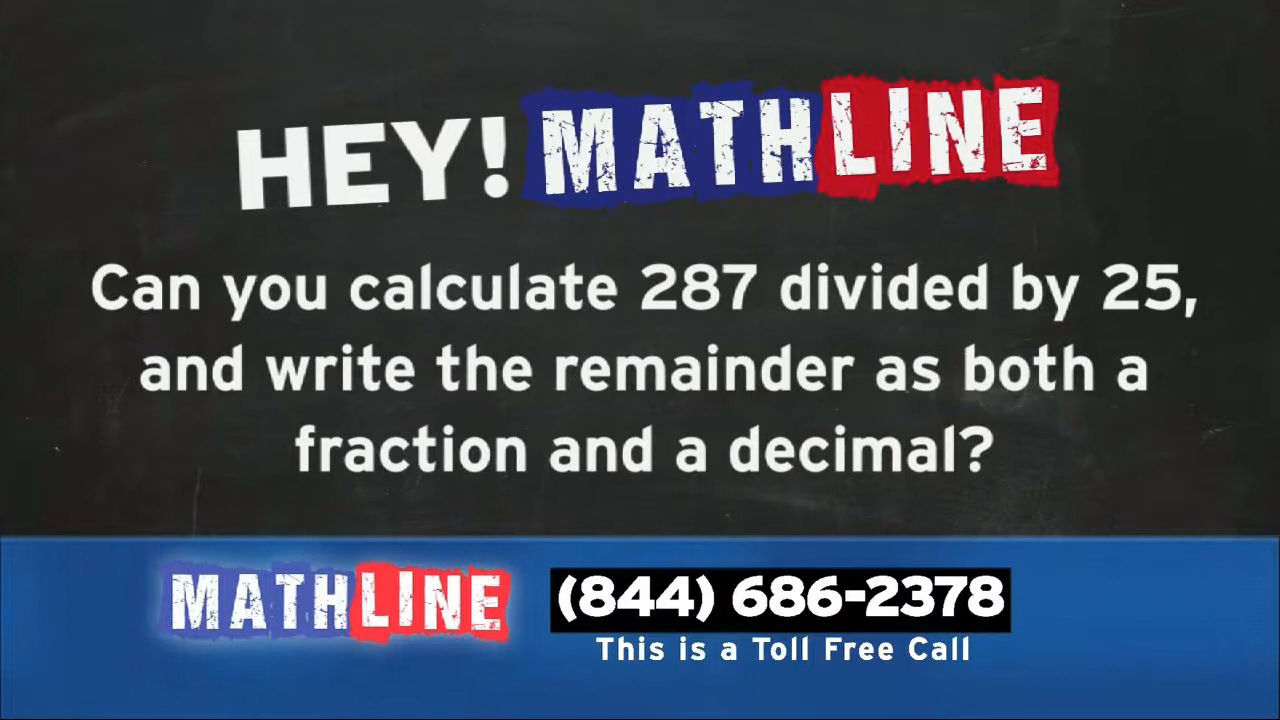 HEY! MATHLINE
Can you calculate 287 divided by 25,
and write the remainder as both a
fraction and a decimal?
MATHLINE (844) 686-2378
This is a Toll Free Call